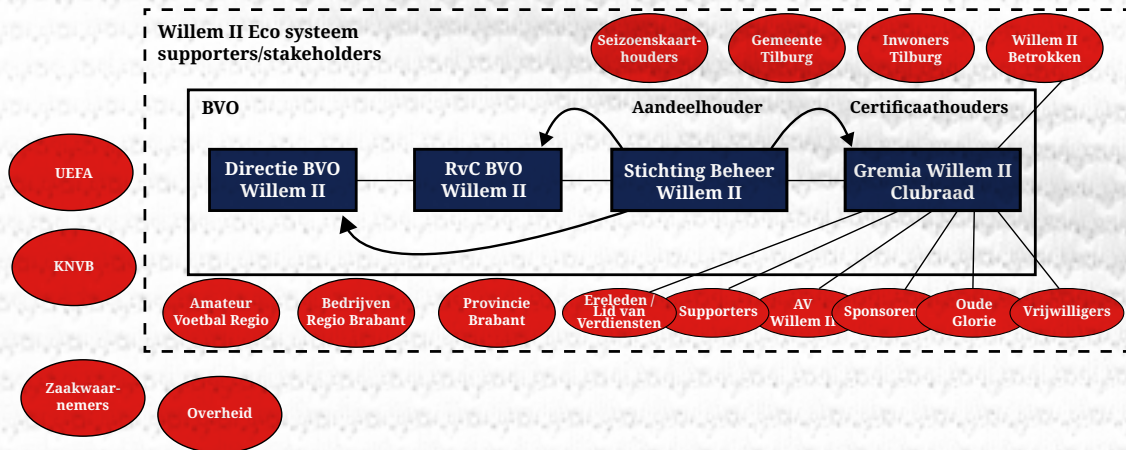 Willem II Eco systeem
supporters/stakeholders
Seizoenskaart-
houders
Gemeente
Tilburg
Inwoners
Tilburg
Willem II
Betrokken
BVO
Aandeelhouder
Certificaathouders
Directie BVO
Willem II
RvC BVO
Willem II
Stichting Beheer
Willem II
Gremia Willem II
Clubraad
UEFA
KNVB
Amateur
Voetbal Regio
Bedrijven
Regio Brabant
Provincie
Brabant
Ereleden /
Lid van
Verdiensten
Supporters
AV
Willem II
Sponsoren
Oude
Glorie
Vrijwilligers
Zaakwaar-
nemers
Overheid